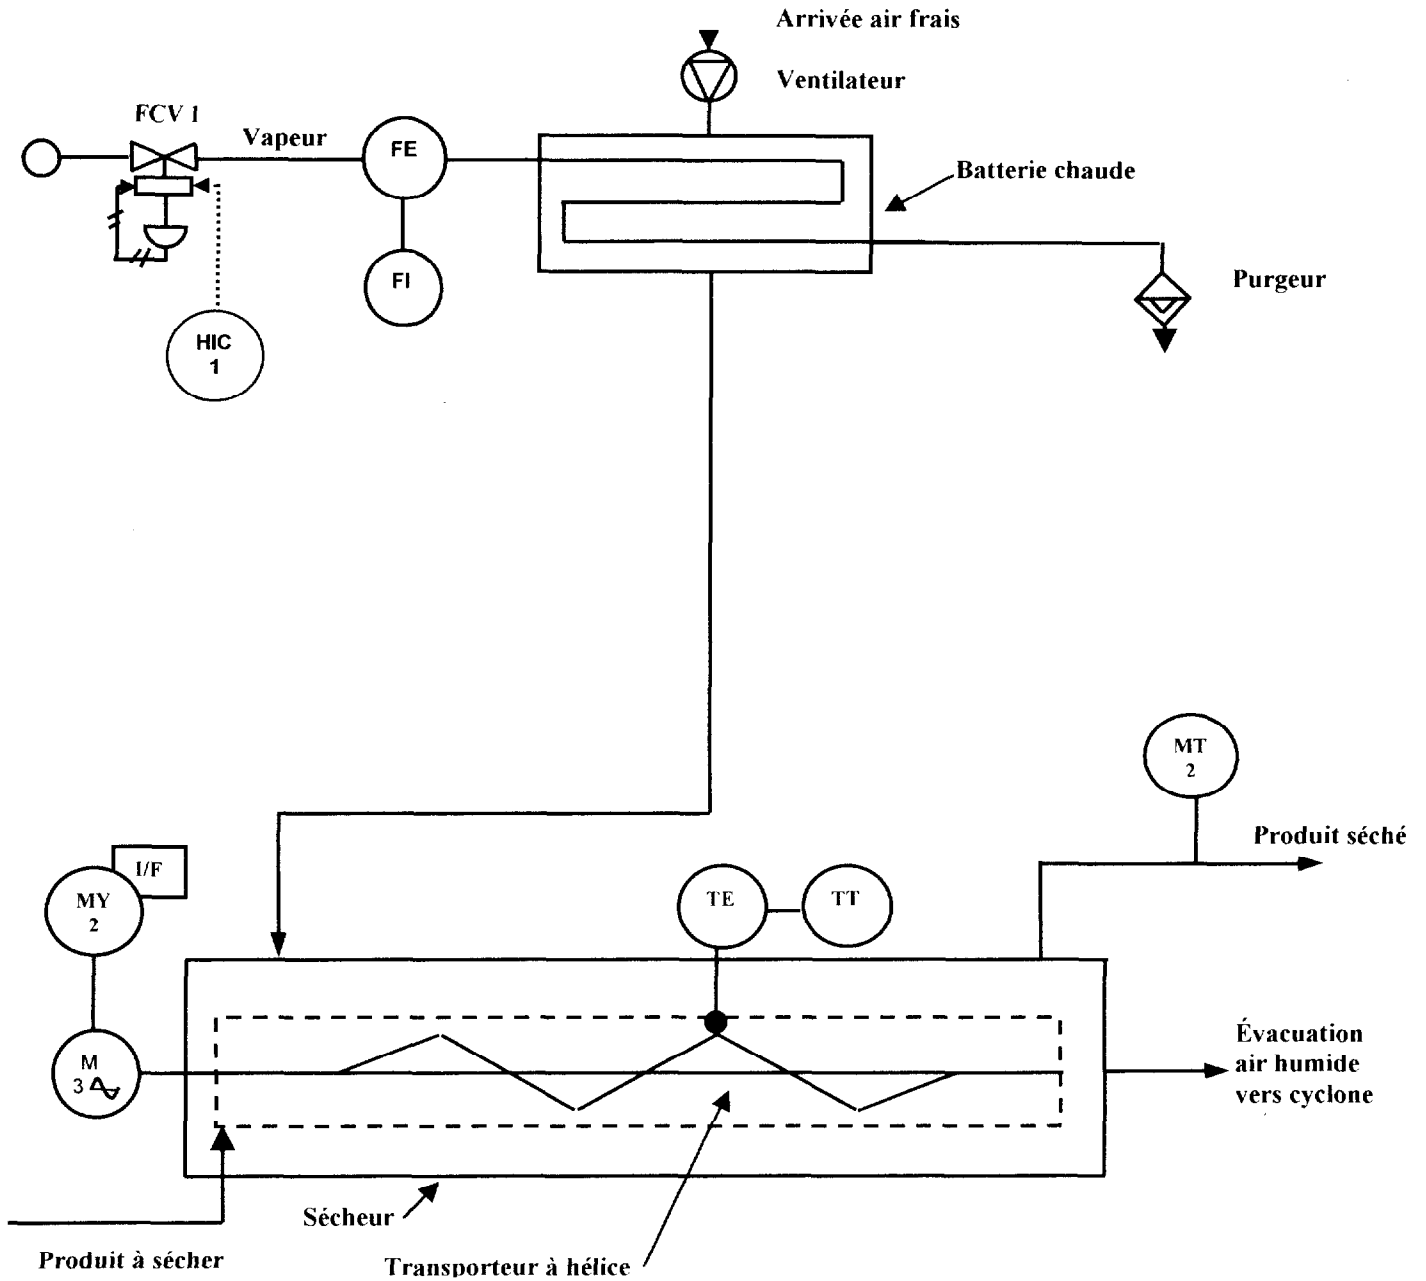 Arrivée air frais
Ventilateur
FCV 1
Vapeur
FE
Batterie chaude
FI
Purgeur
HIC
1
MT
2
Produit séché
I/F
MY
2
TE
TT
M
3
Évacuation
air humide
vers cyclone
Sécheur
Produit à sécher
Transporteur à hélice